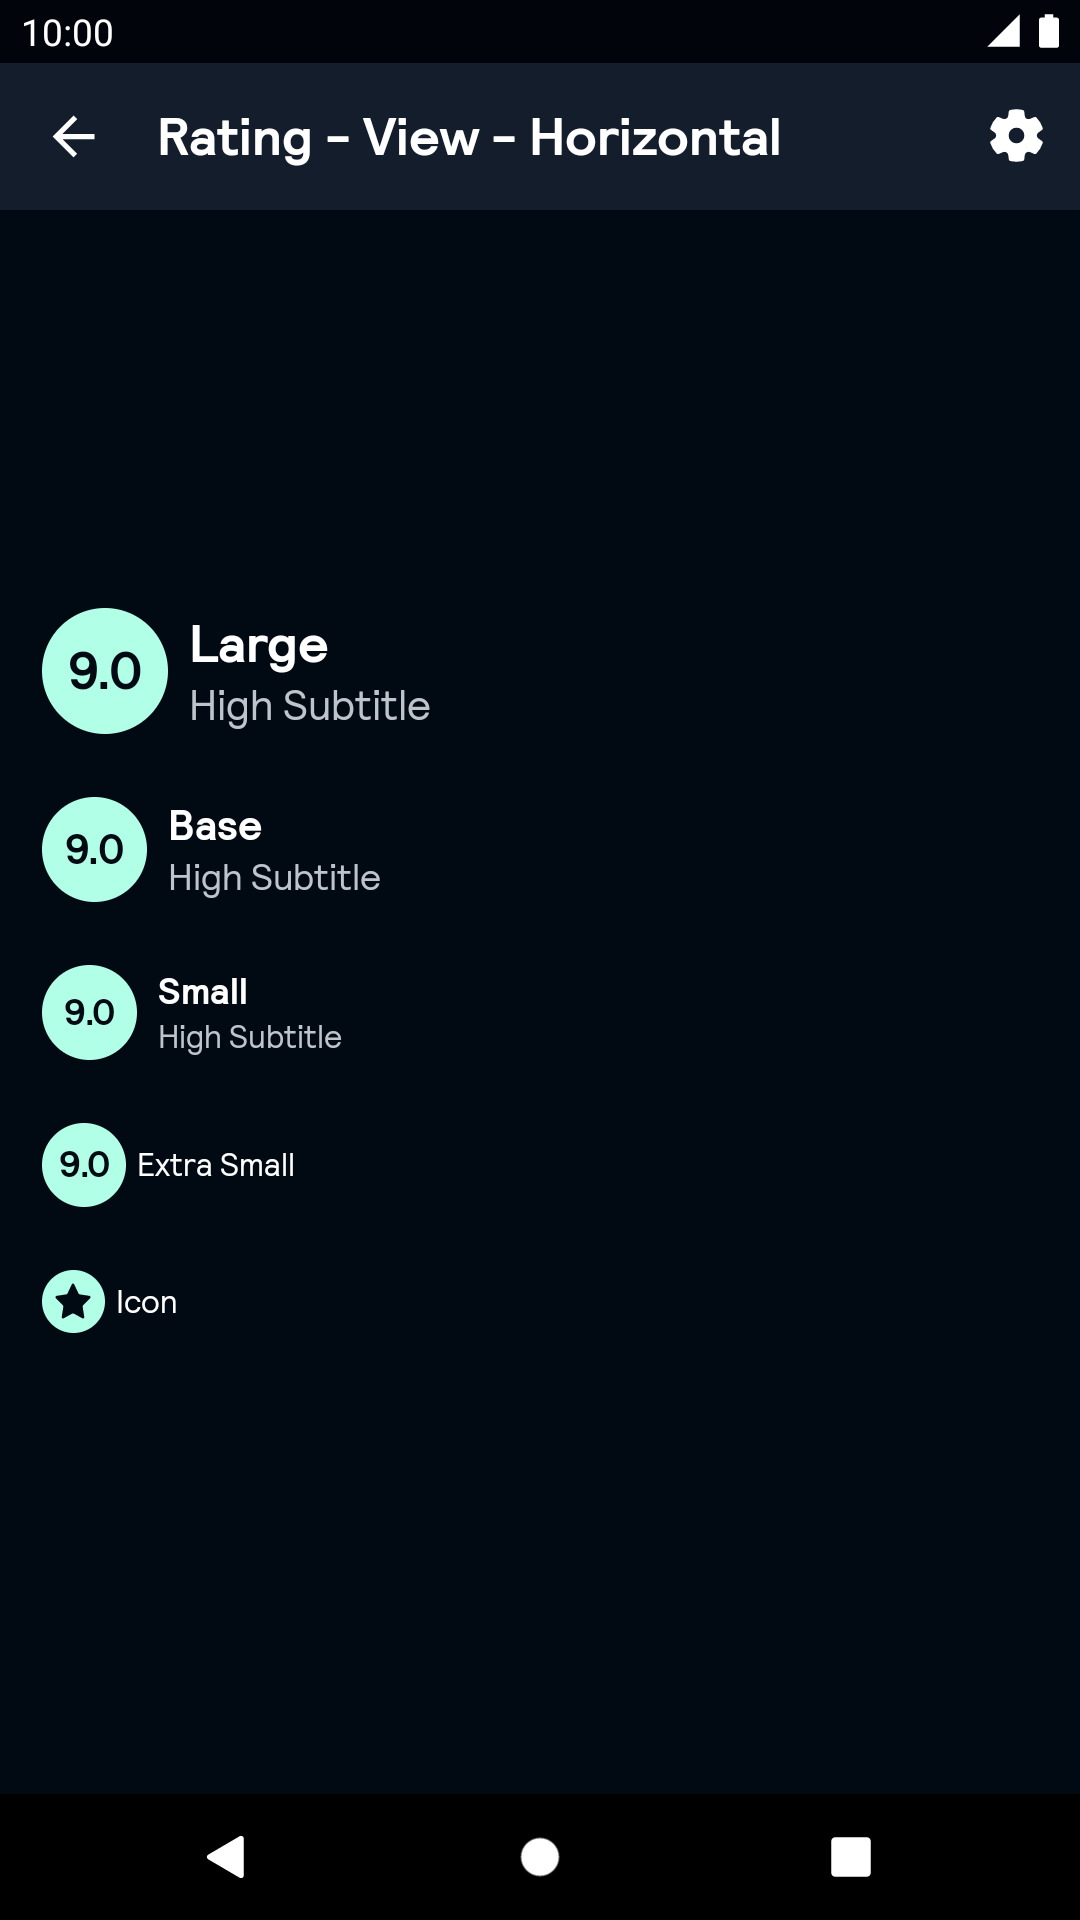 10:00
Rating - View - Horizontal
9.0
Large
High Subtitle
9.0
Base
High Subtitle
9.0
Small
High Subtitle
9.0
Extra Small
Icon